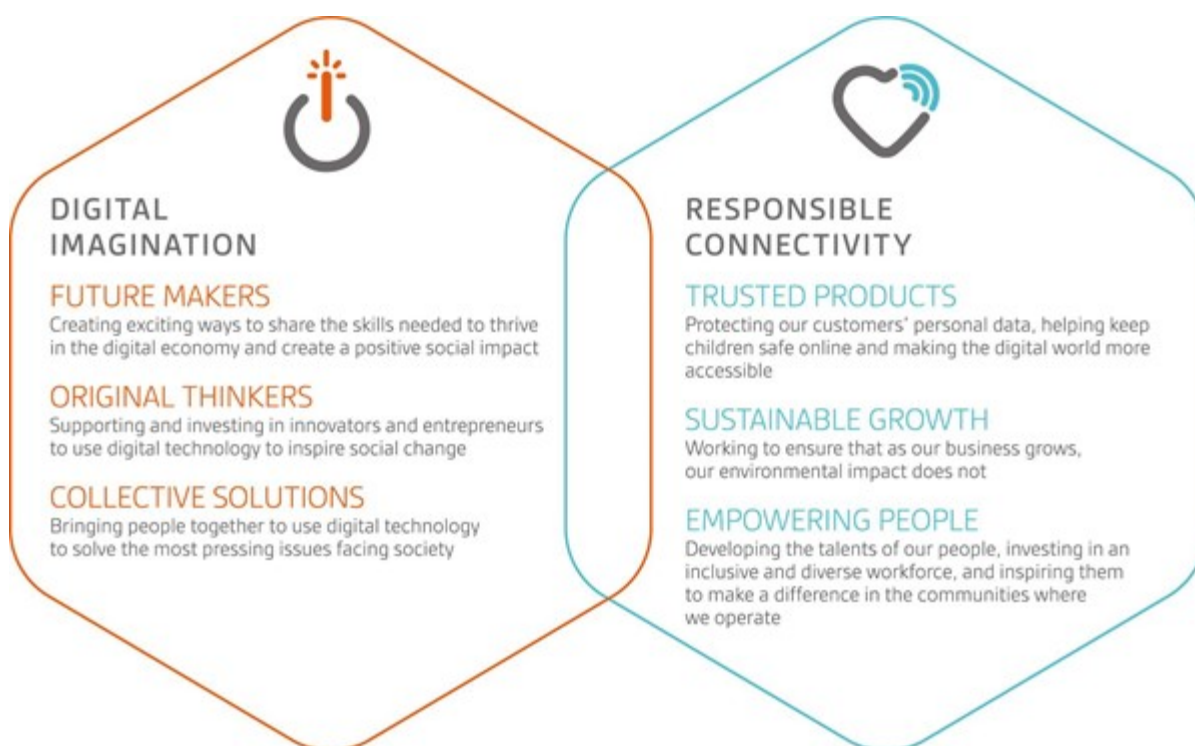 DIGITAL
IMAGINATION
FUTURE MAKERS
Creating exciting ways to share the skills needed to thrive
in the digital economy and create a positive social impact
ORIGINAL THINKERS
Supporting and investing in innovators and entrepreneurs
to use digital technology to inspire social change
COLLECTIVE SOLUTIONS
Bringing people together to use digital technology
to solve the most pressing issues facing society
RESPONSIBLE
CONNECTIVITY
TRUSTED PRODUCTS
Protecting our customers' personal data, helping keep
children safe online and making the digital world more
accessible
SUSTAINABLE GROWTH
Working to ensure that as our business grows,
our environmental impact does not
EMPOWERING PEOPLE
Developing the talents of our people, investing in an
inclusive and diverse workforce, and inspiring them
to make a difference in the communities where
we operate